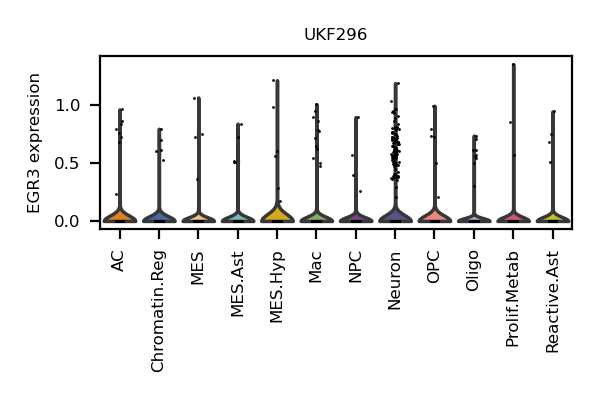 UKF296
EGR3 expression
1.0
0.5
0.0
AC
Chromatin.Reg
MES
MES.Ast
MES.Hyp
Mac
NPC
Neuron
OPC
Oligo
Prolif.Metab
Reactive.Ast